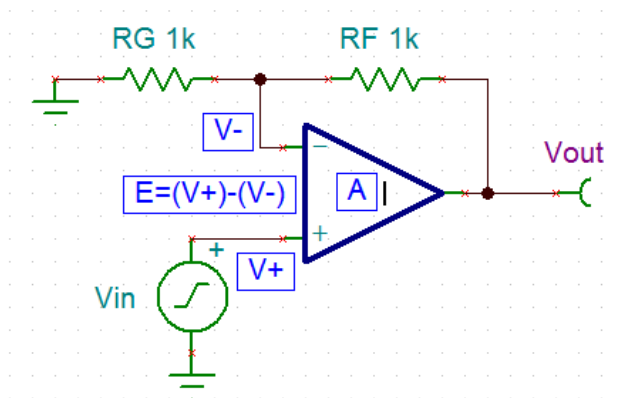 RG 1k
RF 1k
V-
−
Vout
E=(V+)-(V-)
A
+
+
V+
Vin